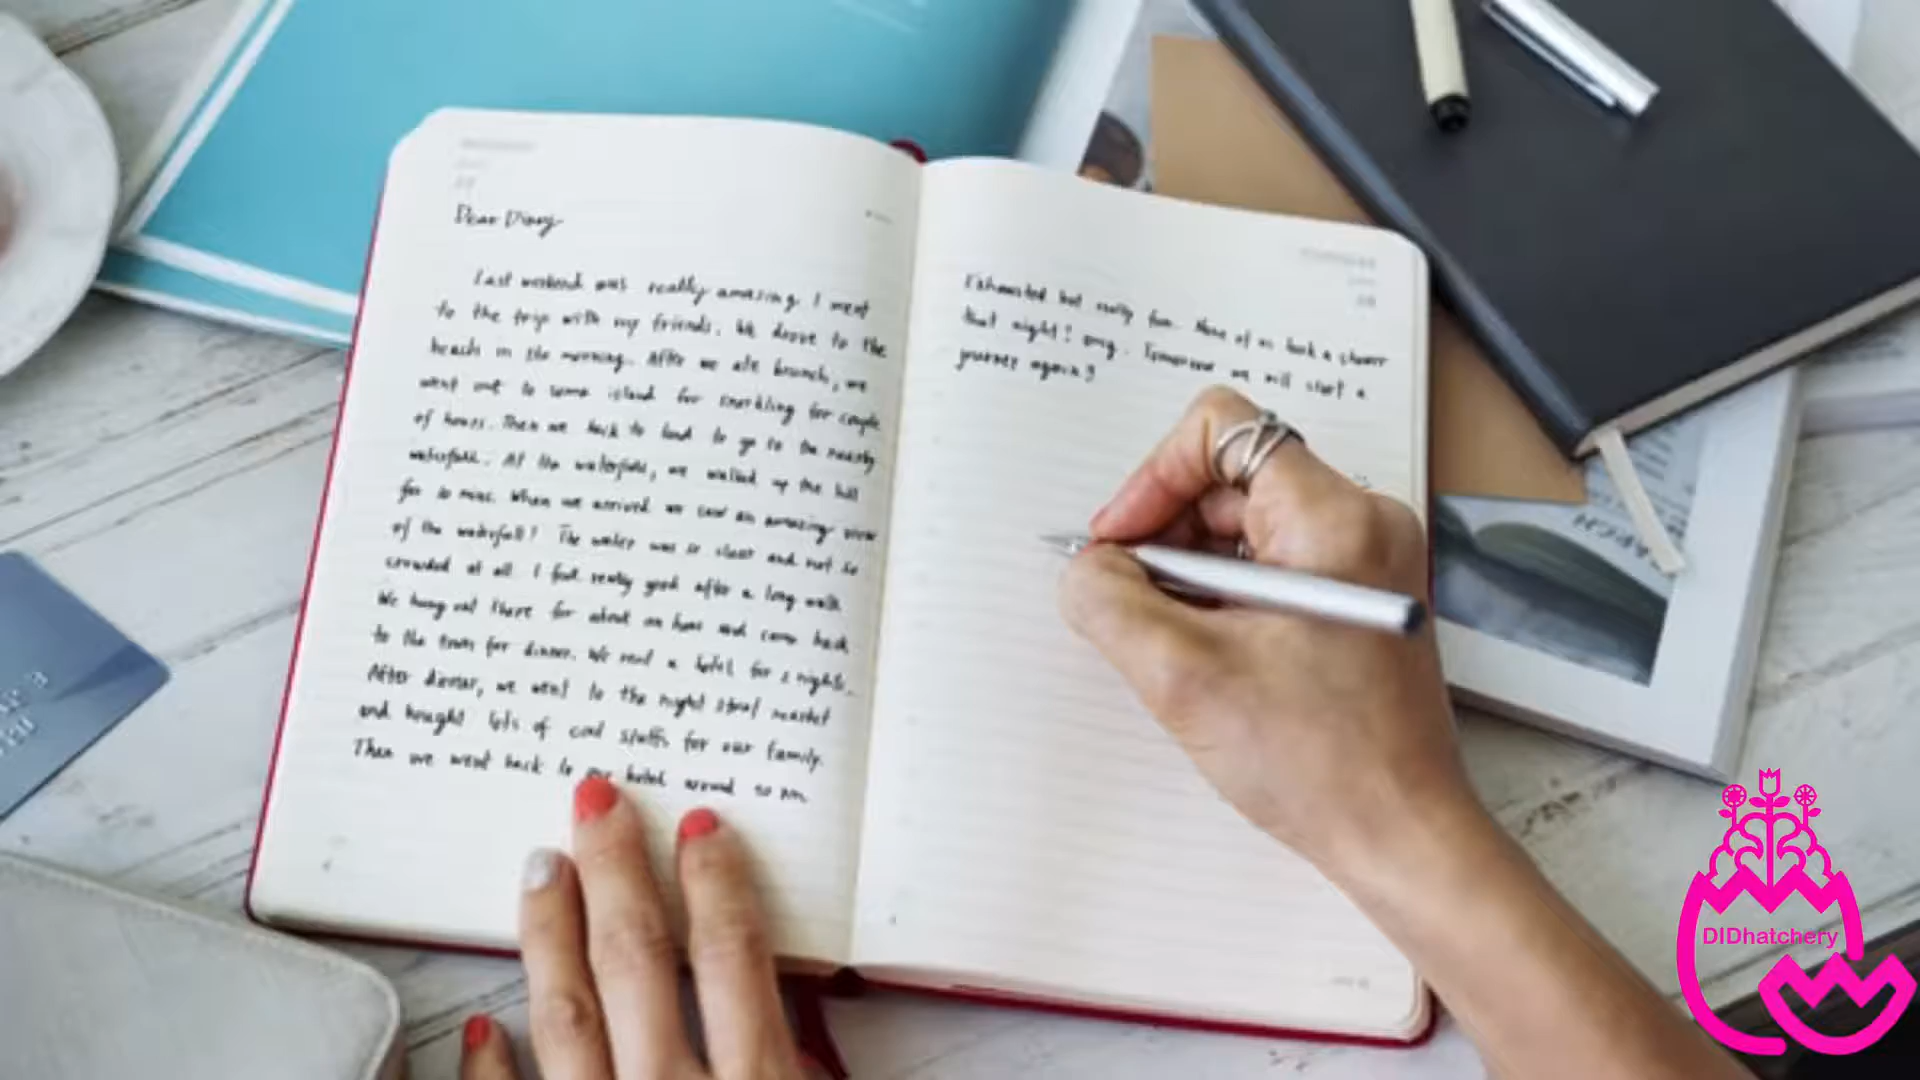 Dear Diary
Last weekend was really amazing. I went
to the trip with my friends. We drove to the
beach in the morning. After we ate brunch, we
went out to some island for snorkling for couple
of hours. Then we back to land to go to the nearby
waterfall. At the waterfall, we walked up the hill
for 20 mins. When we arrived we saw an amazing view
of the waterfall! The water was so clear and not so
crowded at all. I feel really good after a long walk
We hang out there for about an hour and came back
to the town for dinner. We rent a hotel for 2 nights.
After dinner, we went to the night street market
and bought lots of cool stuffs for our family.
Then we went back to our hotel around 10 pm.
Exhausted but really fun. None of us took a shower
that night! omg. Tomorrow we will start a
journey again
DIDhatchery